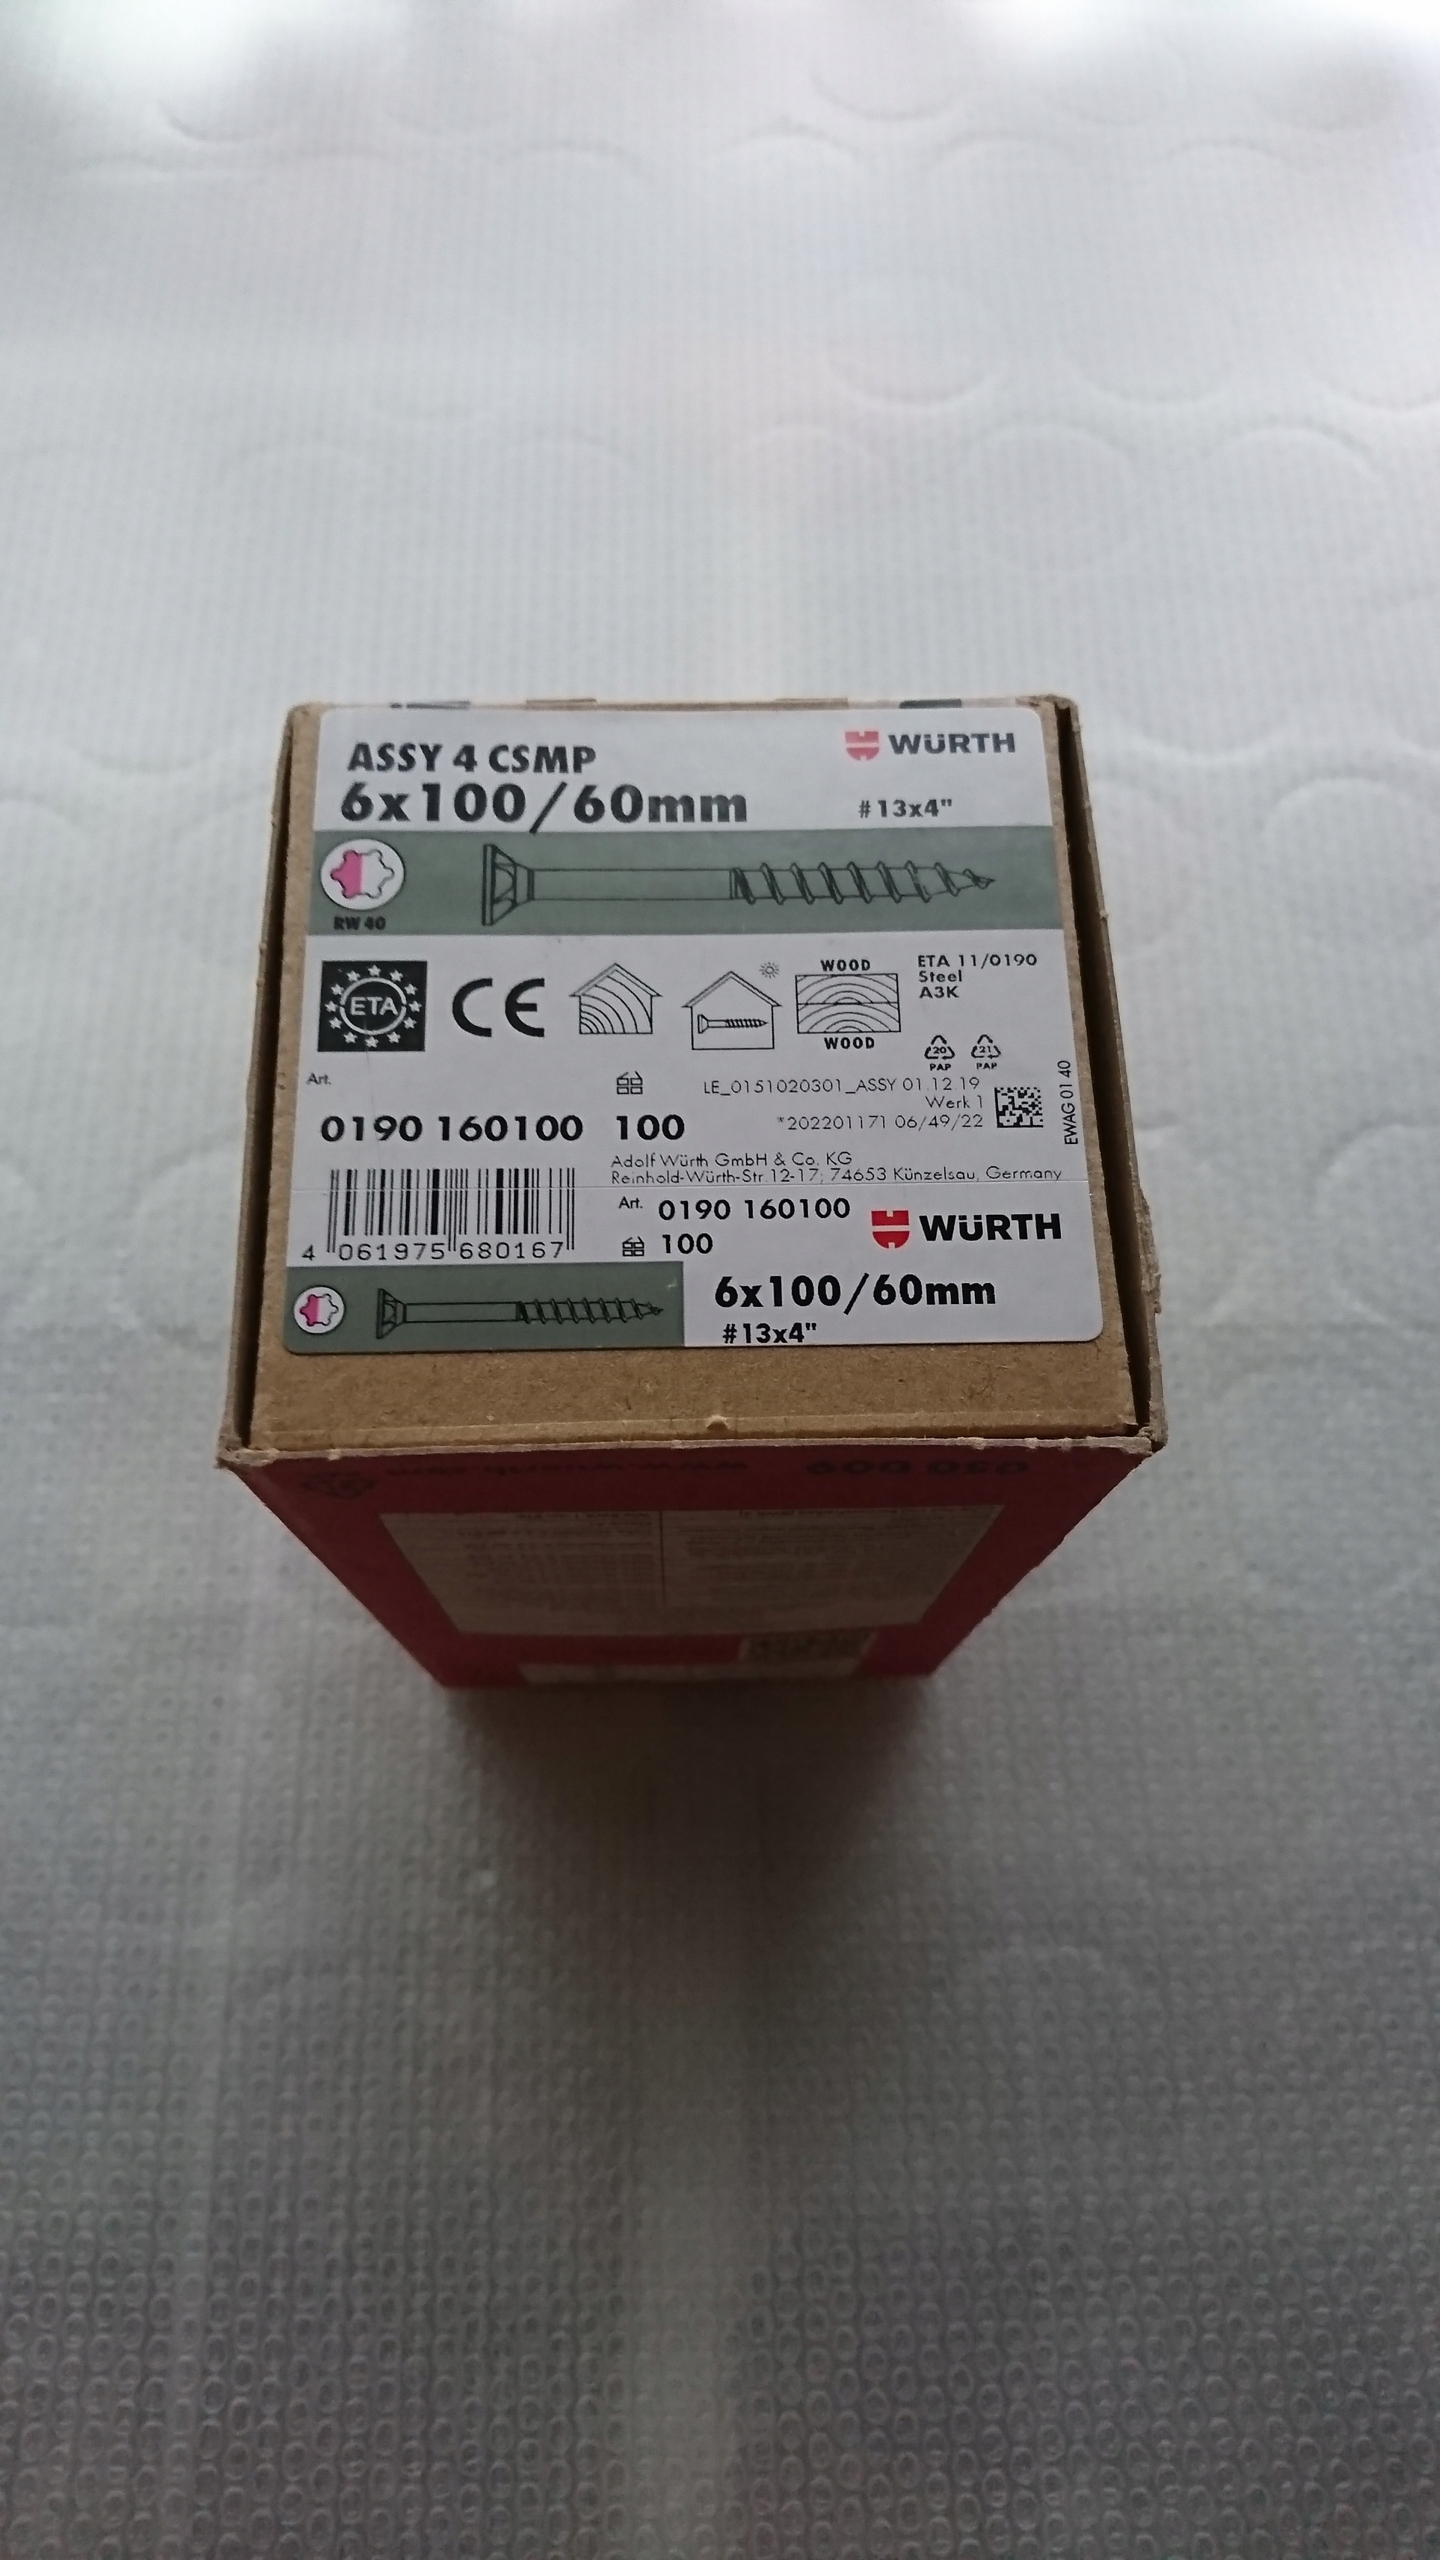 ASSY 4 CSMP
WÜRTH
6x100/60mm
#13x4"
RW 40
ETA
CE
WOOD
WOOD
ETA 11/0190
Steel
A3K
20
PAP
21
PAP
Art.
LE_0151020301_ASSY 01.12.19
Werk 1
0190 160100
100
*202201171 06/49/22
EWAG 01 40
Adolf Würth GmbH & Co. KG
Reinhold-Würth-Str.12-17; 74653 Künzelsau, Germany
4 061975 680167
Art. 0190 160100
100
WÜRTH
6x100/60mm
#13x4"